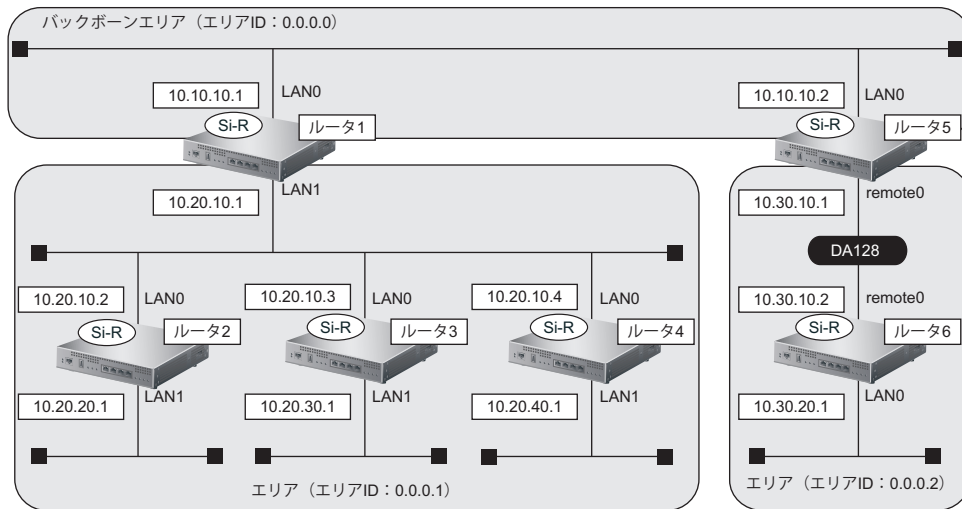 バックボーンエリア（エリアID：0.0.0.0）
10.10.10.1
LAN0
Si-R
ルータ1
10.10.10.2
LAN0
Si-R
ルータ5
10.20.10.1
LAN1
10.30.10.1
remote0
DA128
10.20.10.2
LAN0
Si-R
ルータ2
10.20.10.3
LAN0
Si-R
ルータ3
10.20.10.4
LAN0
Si-R
ルータ4
10.30.10.2
remote0
Si-R
ルータ6
10.20.20.1
LAN1
10.20.30.1
LAN1
10.20.40.1
LAN1
10.30.20.1
LAN0
エリア（エリアID：0.0.0.1）
エリア（エリアID：0.0.0.2）